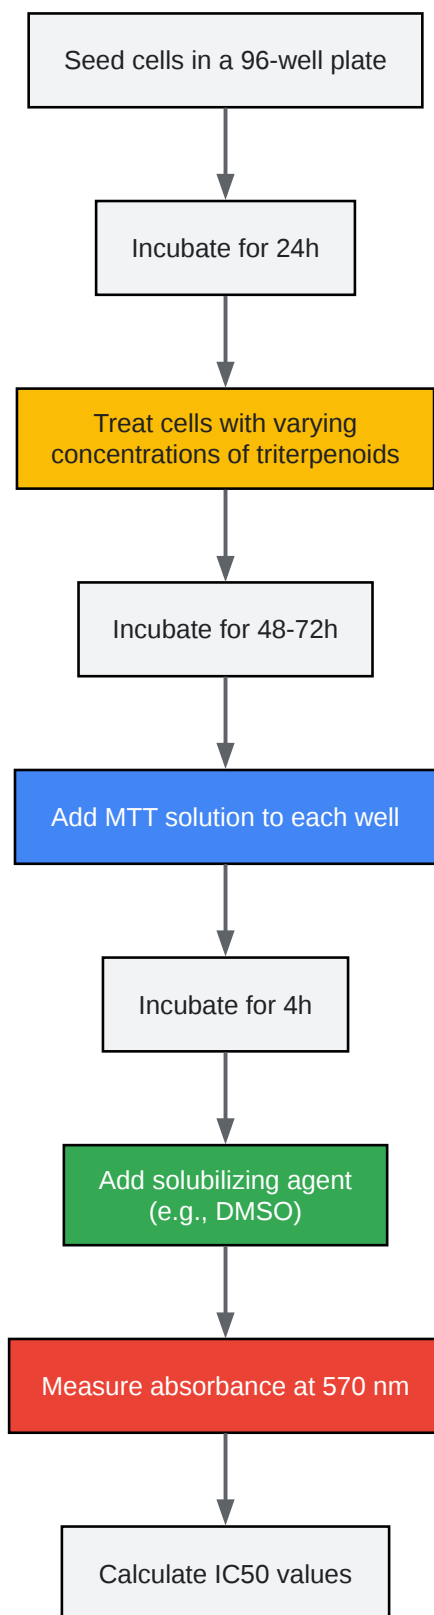 Seed cells in a 96-well plate
Incubate for 24h
Treat cells with varying
concentrations of triterpenoids
Incubate for 48-72h
Add MTT solution to each well
Incubate for 4h
Add solubilizing agent
(e.g., DMSO)
Measure absorbance at 570 nm
Calculate IC50 values